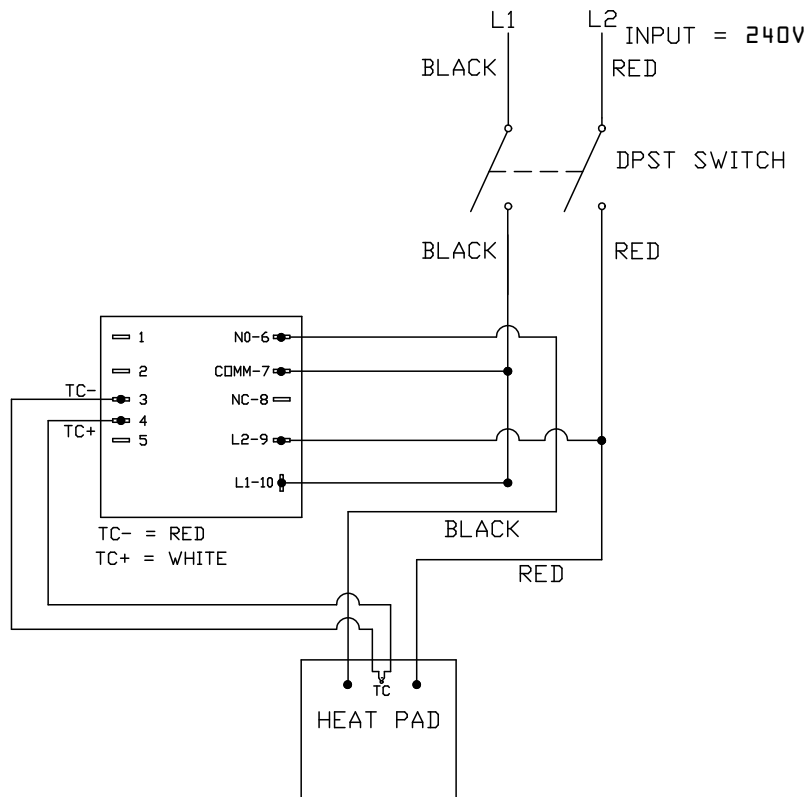 L1
L2
INPUT = 240V
BLACK
RED
DPST SWITCH
BLACK
RED
1
NO-6
2
COMM-7
TC-
3
NC-8
4
TC+
5
L2-9
L1-10
TC- = RED
TC+ = WHITE
BLACK
RED
TC
HEAT PAD